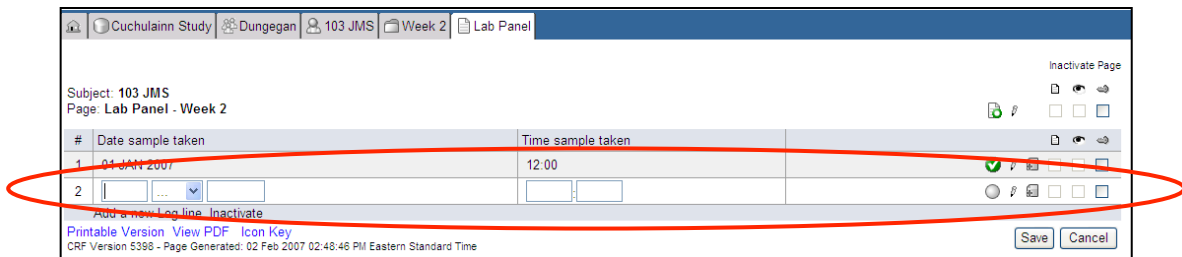 Cuchulainn Study Dungegan 103 JMS Week 2 Lab Panel
Inactivate Page
Subject: 103 JMS
Page: Lab Panel - Week 2
# Date sample taken Time sample taken
1 01 JAN 2007 12:00
2 ... :
Add a new Log line Inactivate
Printable Version View PDF Icon Key
CRF Version 5398 - Page Generated: 02 Feb 2007 02:48:46 PM Eastern Standard Time
Save Cancel